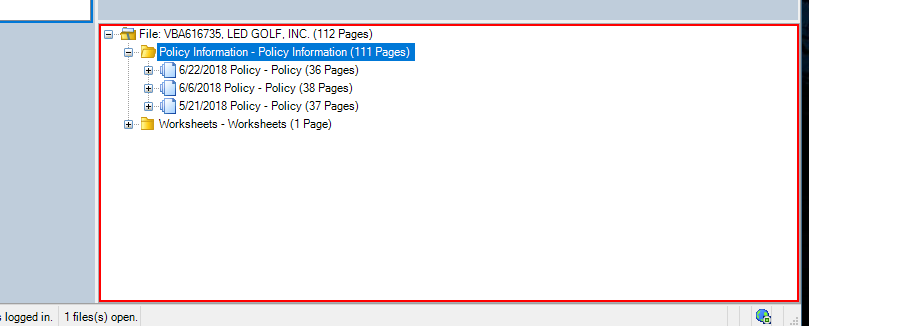 File: VBA616735, LED GOLF, INC. (112 Pages)
Policy Information - Policy Information (111 Pages)
6/22/2018 Policy - Policy (36 Pages)
6/6/2018 Policy - Policy (38 Pages)
5/21/2018 Policy - Policy (37 Pages)
Worksheets - Worksheets (1 Page)
s logged in. 1 files(s) open.